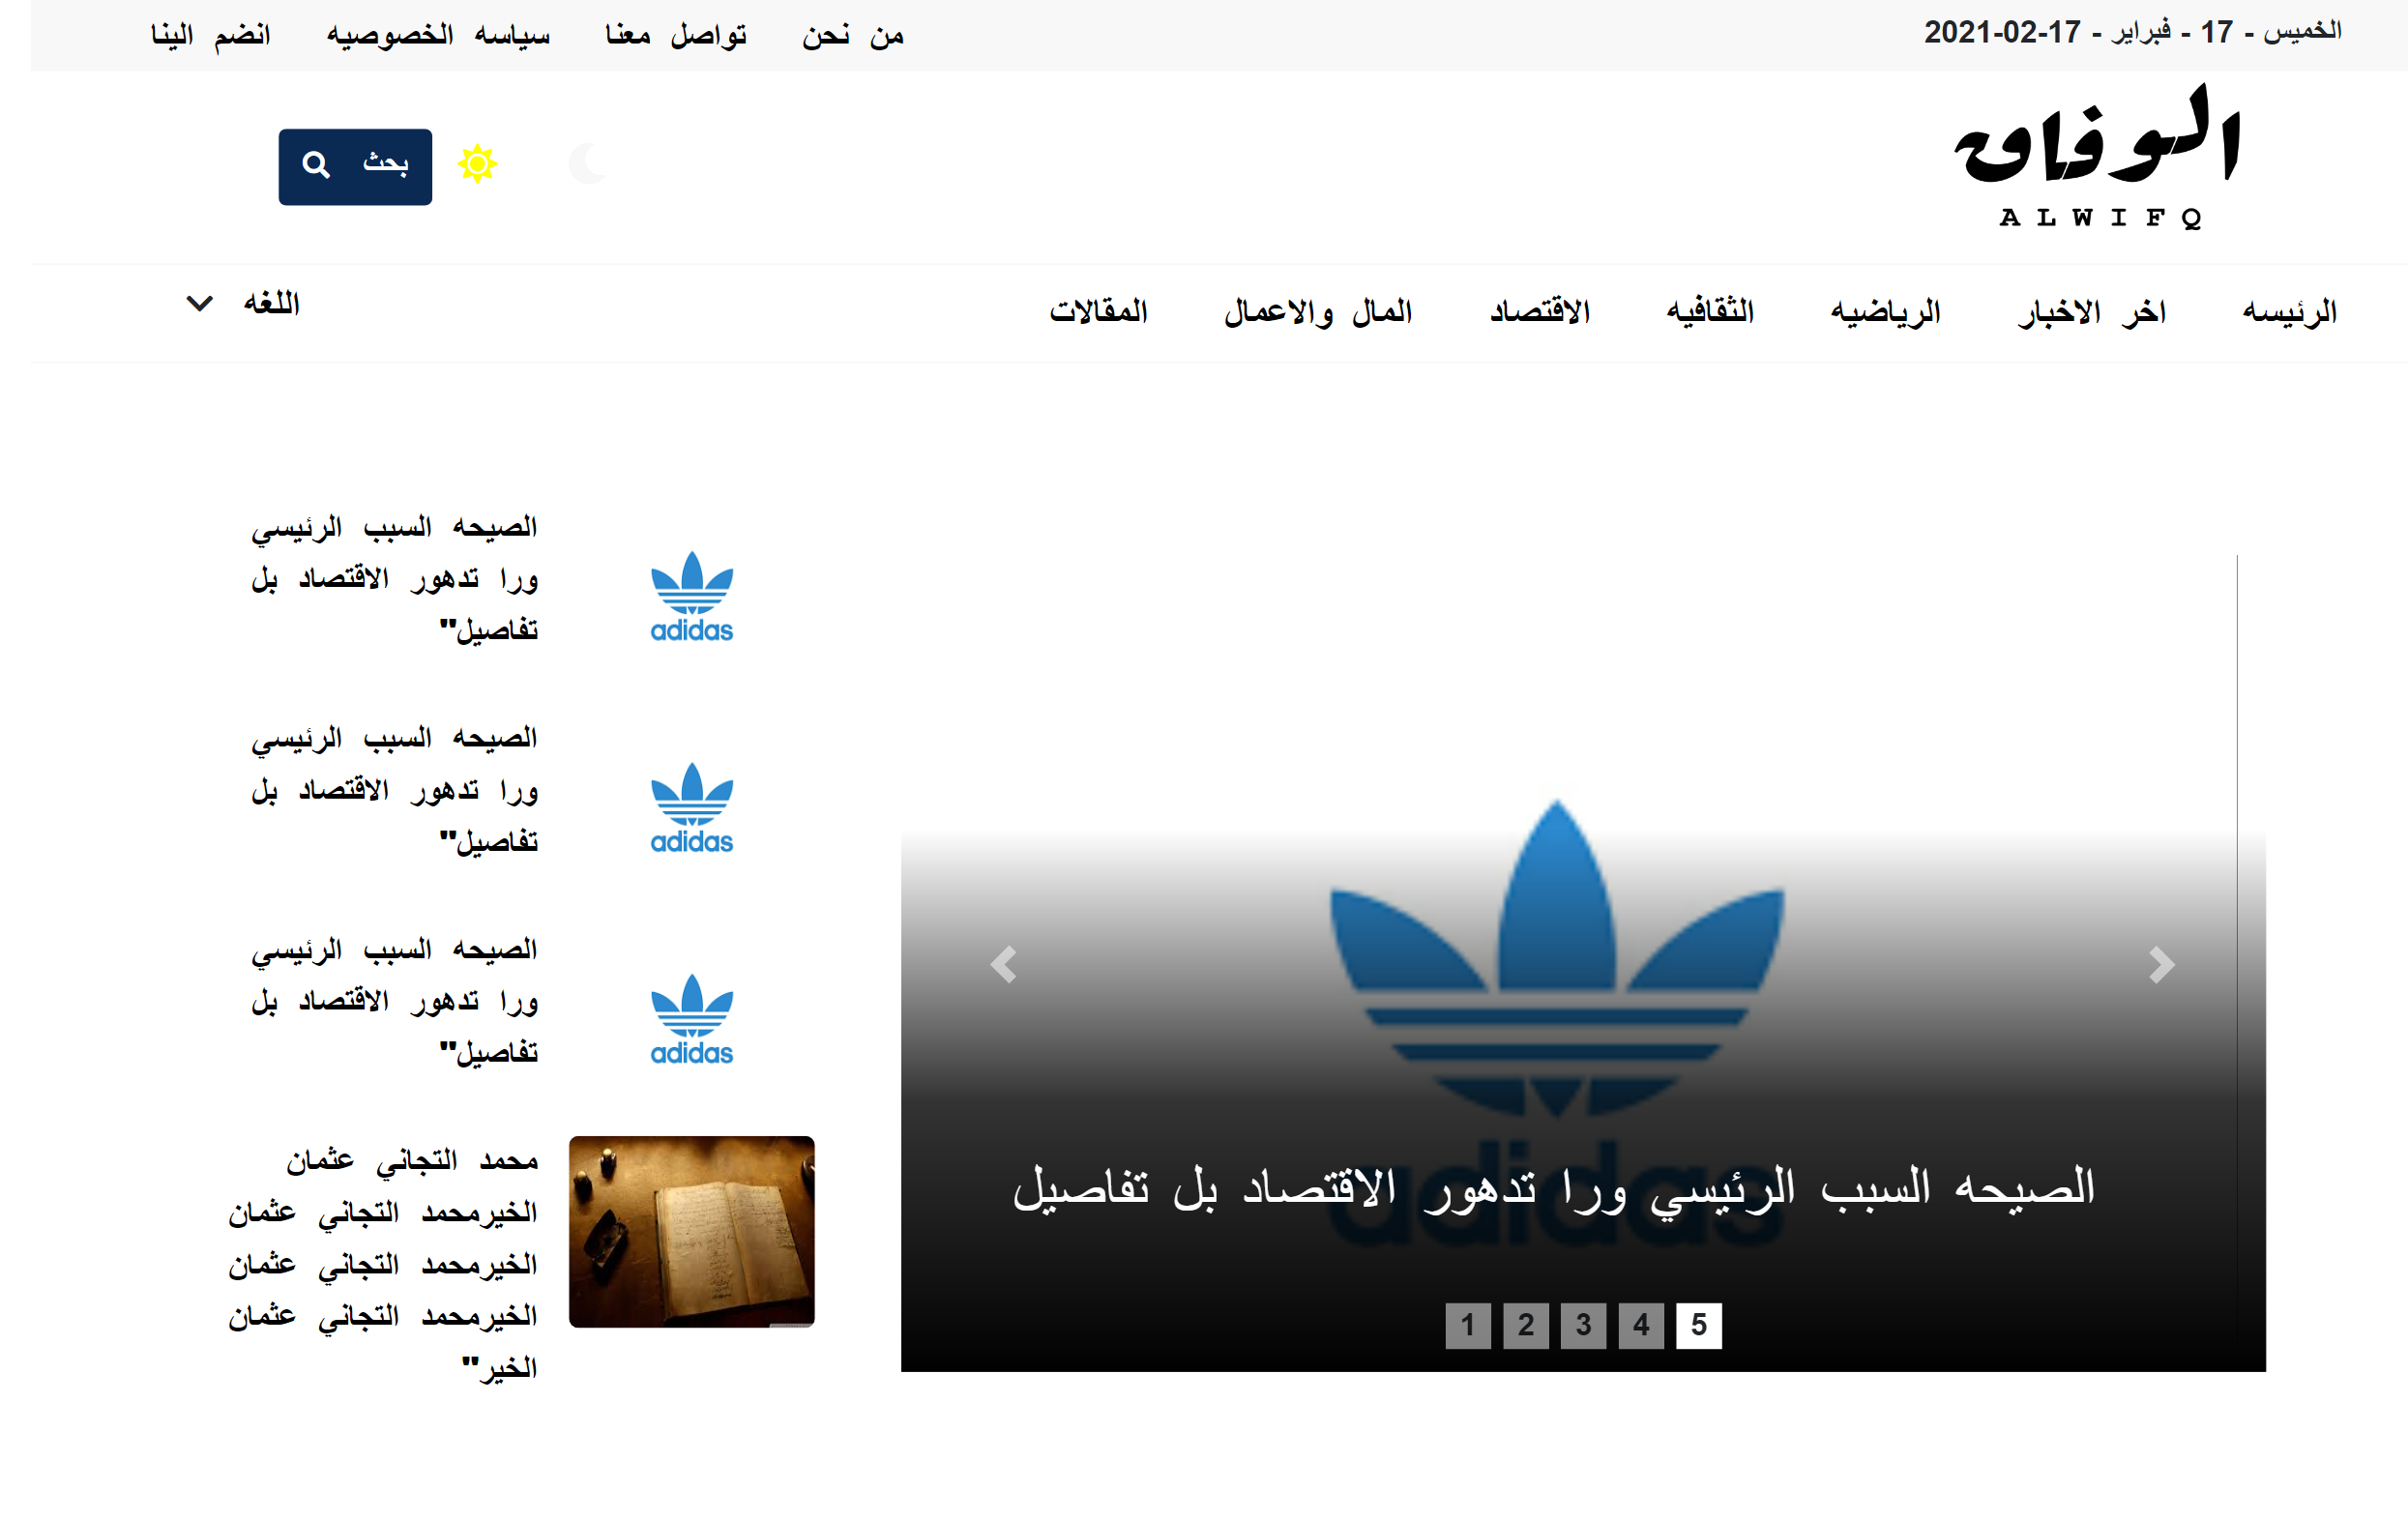 الخميس - 17 - فبراير - 17-02-2021
من نحن
تواصل معنا
سياسه الخصوصيه
انضم الينا
الوفاق
ALWIFQ
بحث
الرئيسه
اخر الاخبار
الرياضيه
الثقافيه
الاقتصاد
المال والاعمال
المقالات
اللغه
adidas
الصيحه السبب الرئيسي ورا تدهور الاقتصاد بل تفاصيل
1 2 3 4 5
adidas
الصيحه السبب الرئيسي
ورا تدهور الاقتصاد بل
تفاصيل"
adidas
الصيحه السبب الرئيسي
ورا تدهور الاقتصاد بل
تفاصيل"
adidas
الصيحه السبب الرئيسي
ورا تدهور الاقتصاد بل
تفاصيل"
محمد التجاني عثمان
الخيرمحمد التجاني عثمان
الخيرمحمد التجاني عثمان
الخيرمحمد التجاني عثمان
الخير"